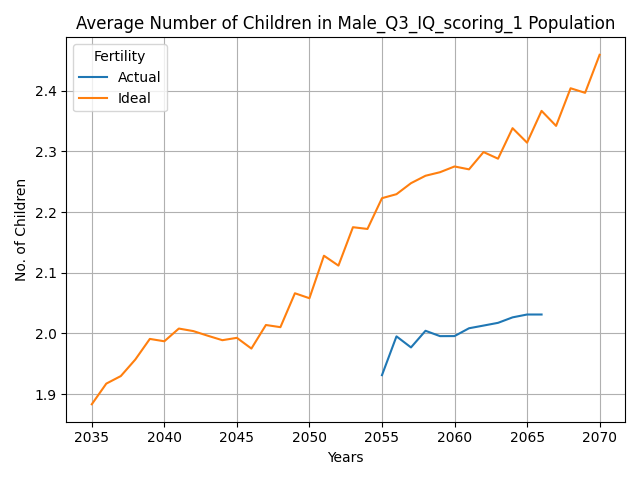 Average Number of Children in Male_Q3_IQ_scoring_1 Population
Fertility
Actual
Ideal
No. of Children
2.4
2.3
2.2
2.1
2.0
1.9
2035 2040 2045 2050 2055 2060 2065 2070
Years